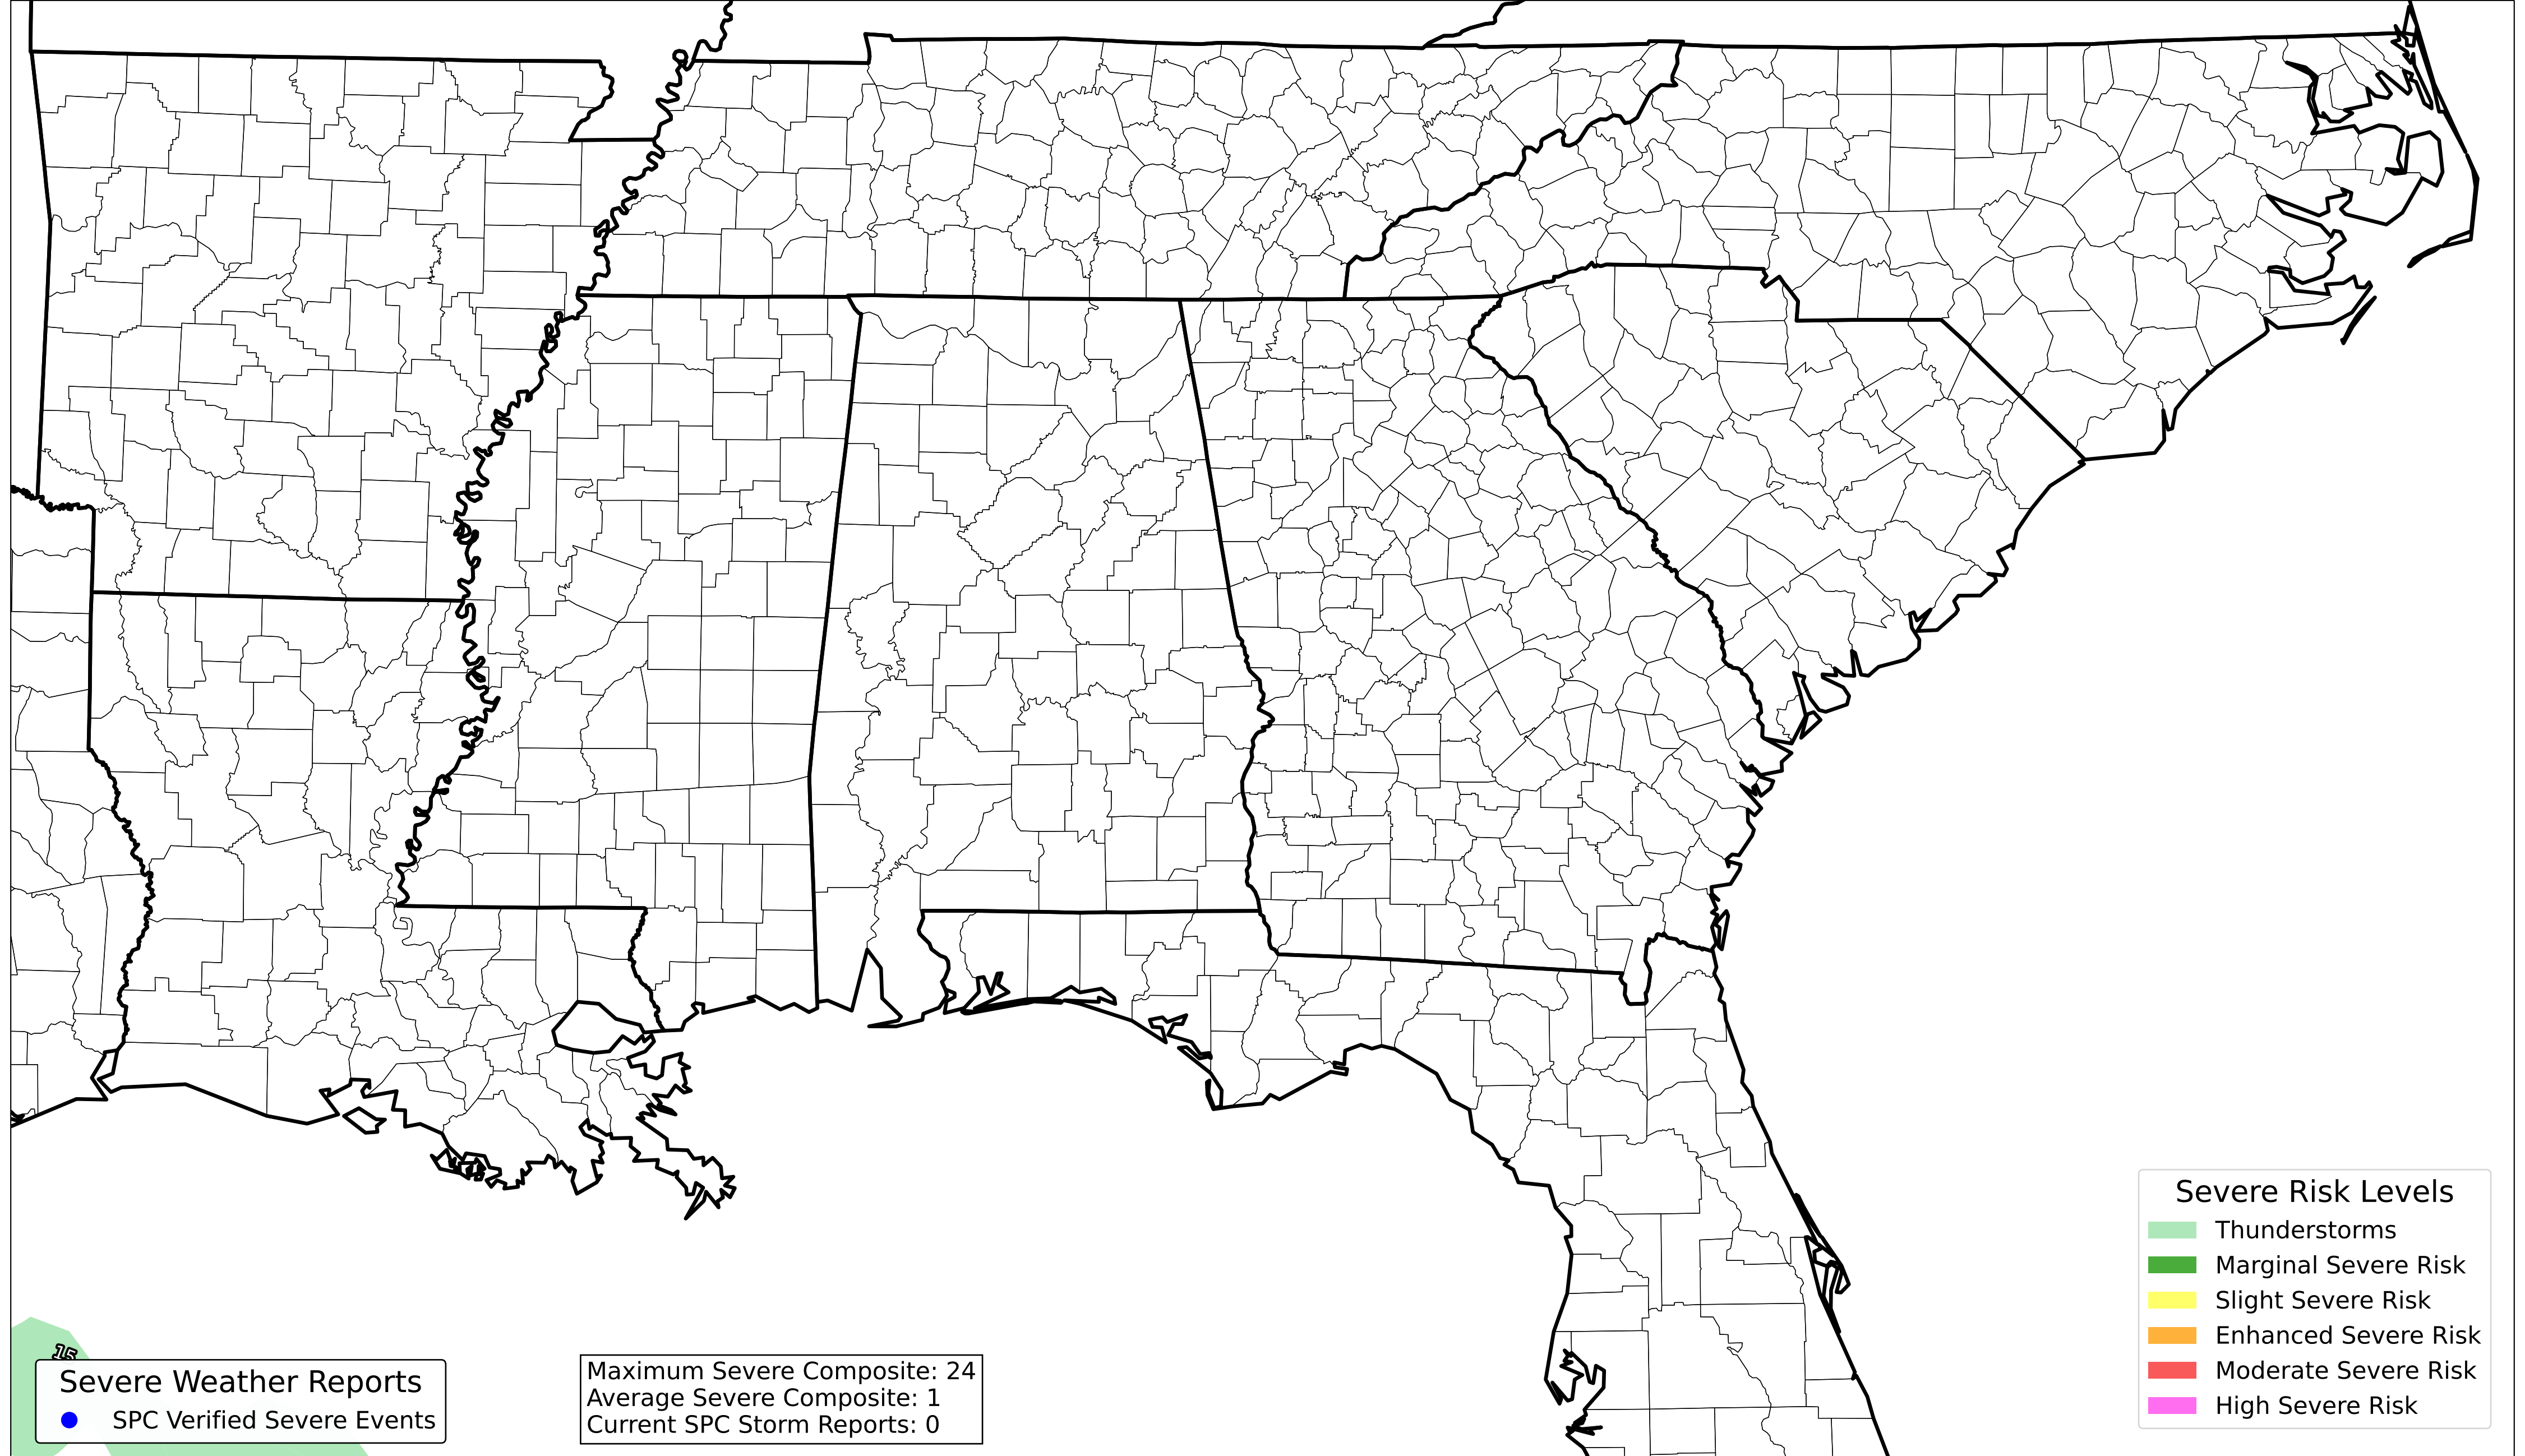 15
Severe Weather Reports
SPC Verified Severe Events
Maximum Severe Composite: 24
Average Severe Composite: 1
Current SPC Storm Reports: 0
Severe Risk Levels
Thunderstorms
Marginal Severe Risk
Slight Severe Risk
Enhanced Severe Risk
Moderate Severe Risk
High Severe Risk